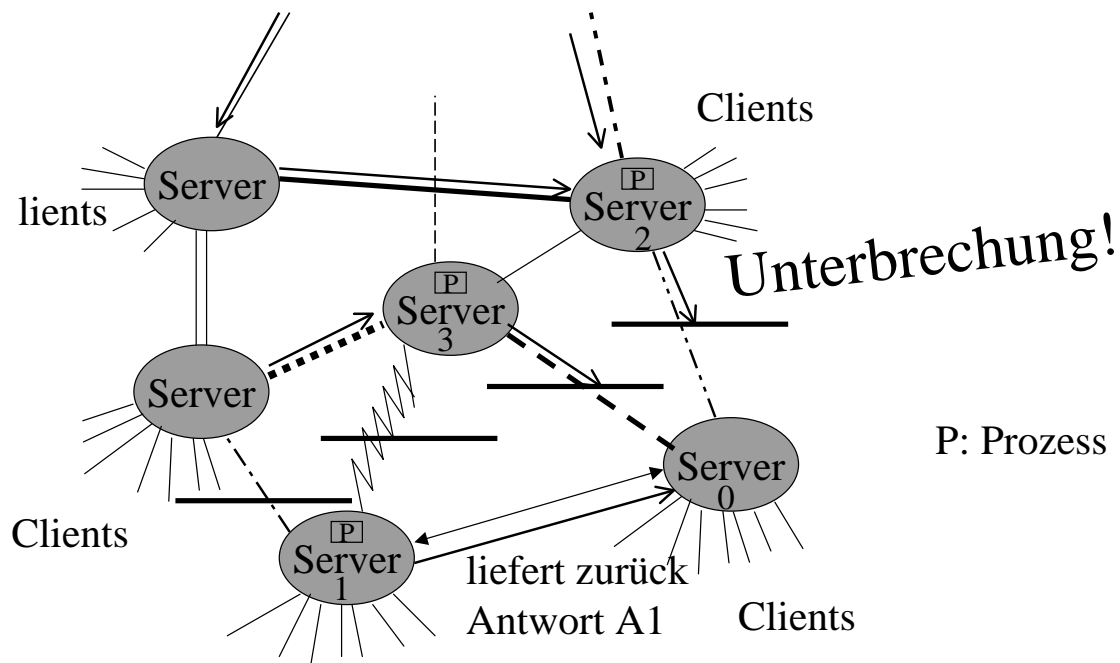 Clients
Server
P
Server
2
lients
Unterbrechung!
P
Server
3
Server
P: Prozess
Server
0
Clients
P
Server
1
liefert zurück
Antwort A1
Clients